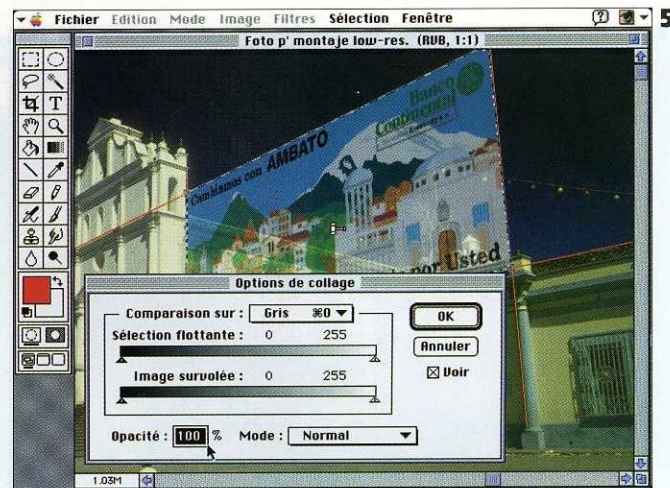 Fichier Edition Mode Image Filtres Sélection Fenêtre
5
Foto p' montaje low-res. (RVB, 1:1)
T
Banco
Continental
Cambiamos con AMBATO
por Usted
Options de collage
Comparaison sur : Gris ⌘0
Sélection flottante : 0 255
Image survolée : 0 255
OK
Annuler
Voir
Opacité : 100 % Mode : Normal
1.03M